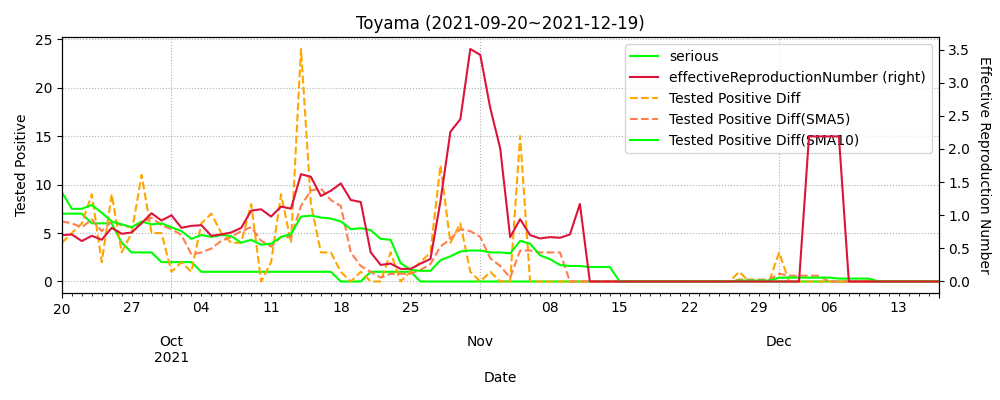 Toyama (2021-09-20~2021-12-19)
25
20
15
10
5
0
Tested Positive
3.5
3.0
2.5
2.0
1.5
1.0
0.5
0.0
Effective Reproduction Number
serious
effectiveReproductionNumber (right)
Tested Positive Diff
Tested Positive Diff(SMA5)
Tested Positive Diff(SMA10)
20 27 04 11 18 25 08 15 22 29 06 13
Oct Nov Dec
2021
Date